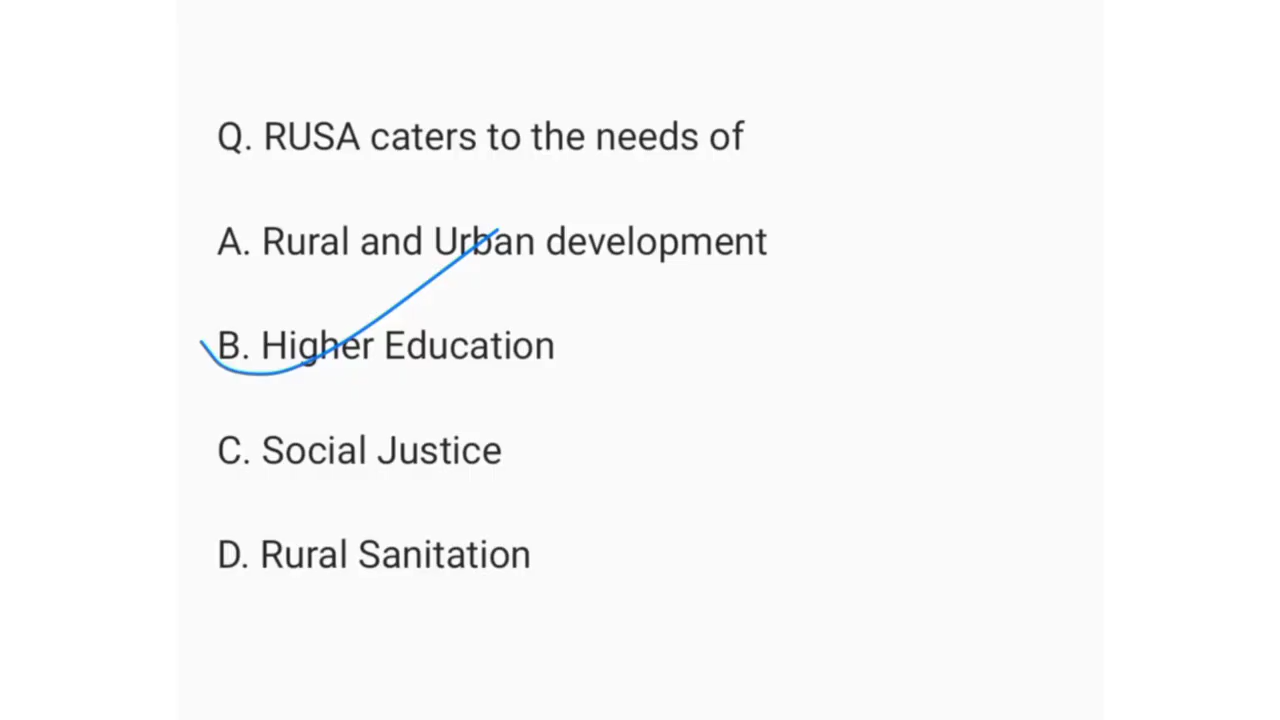 Q. RUSA caters to the needs of
A. Rural and Urban development
B. Higher Education
C. Social Justice
D. Rural Sanitation